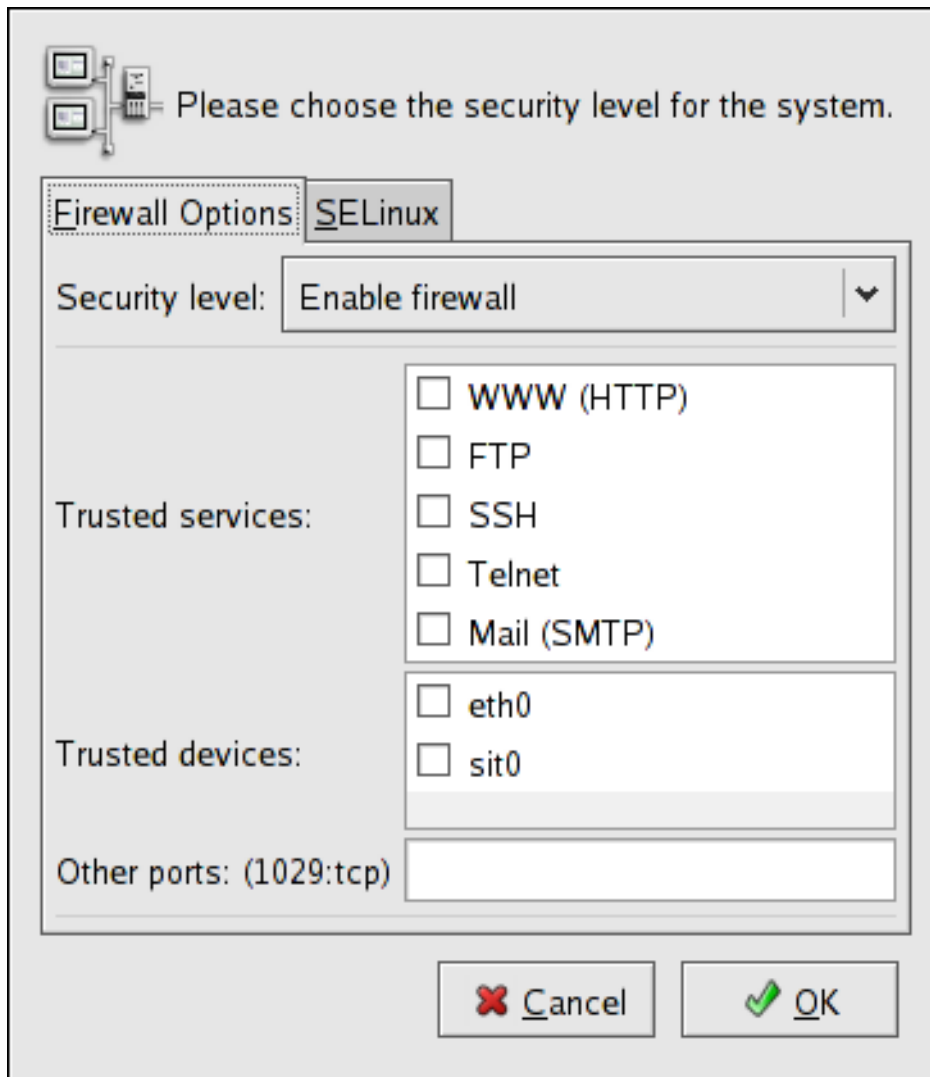 Please choose the security level for the system.
Firewall Options
SELinux
Security level: Enable firewall
Trusted services:
WWW (HTTP)
FTP
SSH
Telnet
Mail (SMTP)
Trusted devices:
eth0
sit0
Other ports: (1029:tcp)
Cancel
OK